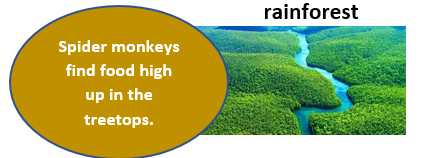 rainforest
Spider monkeys
find food high
up in the
treetops.